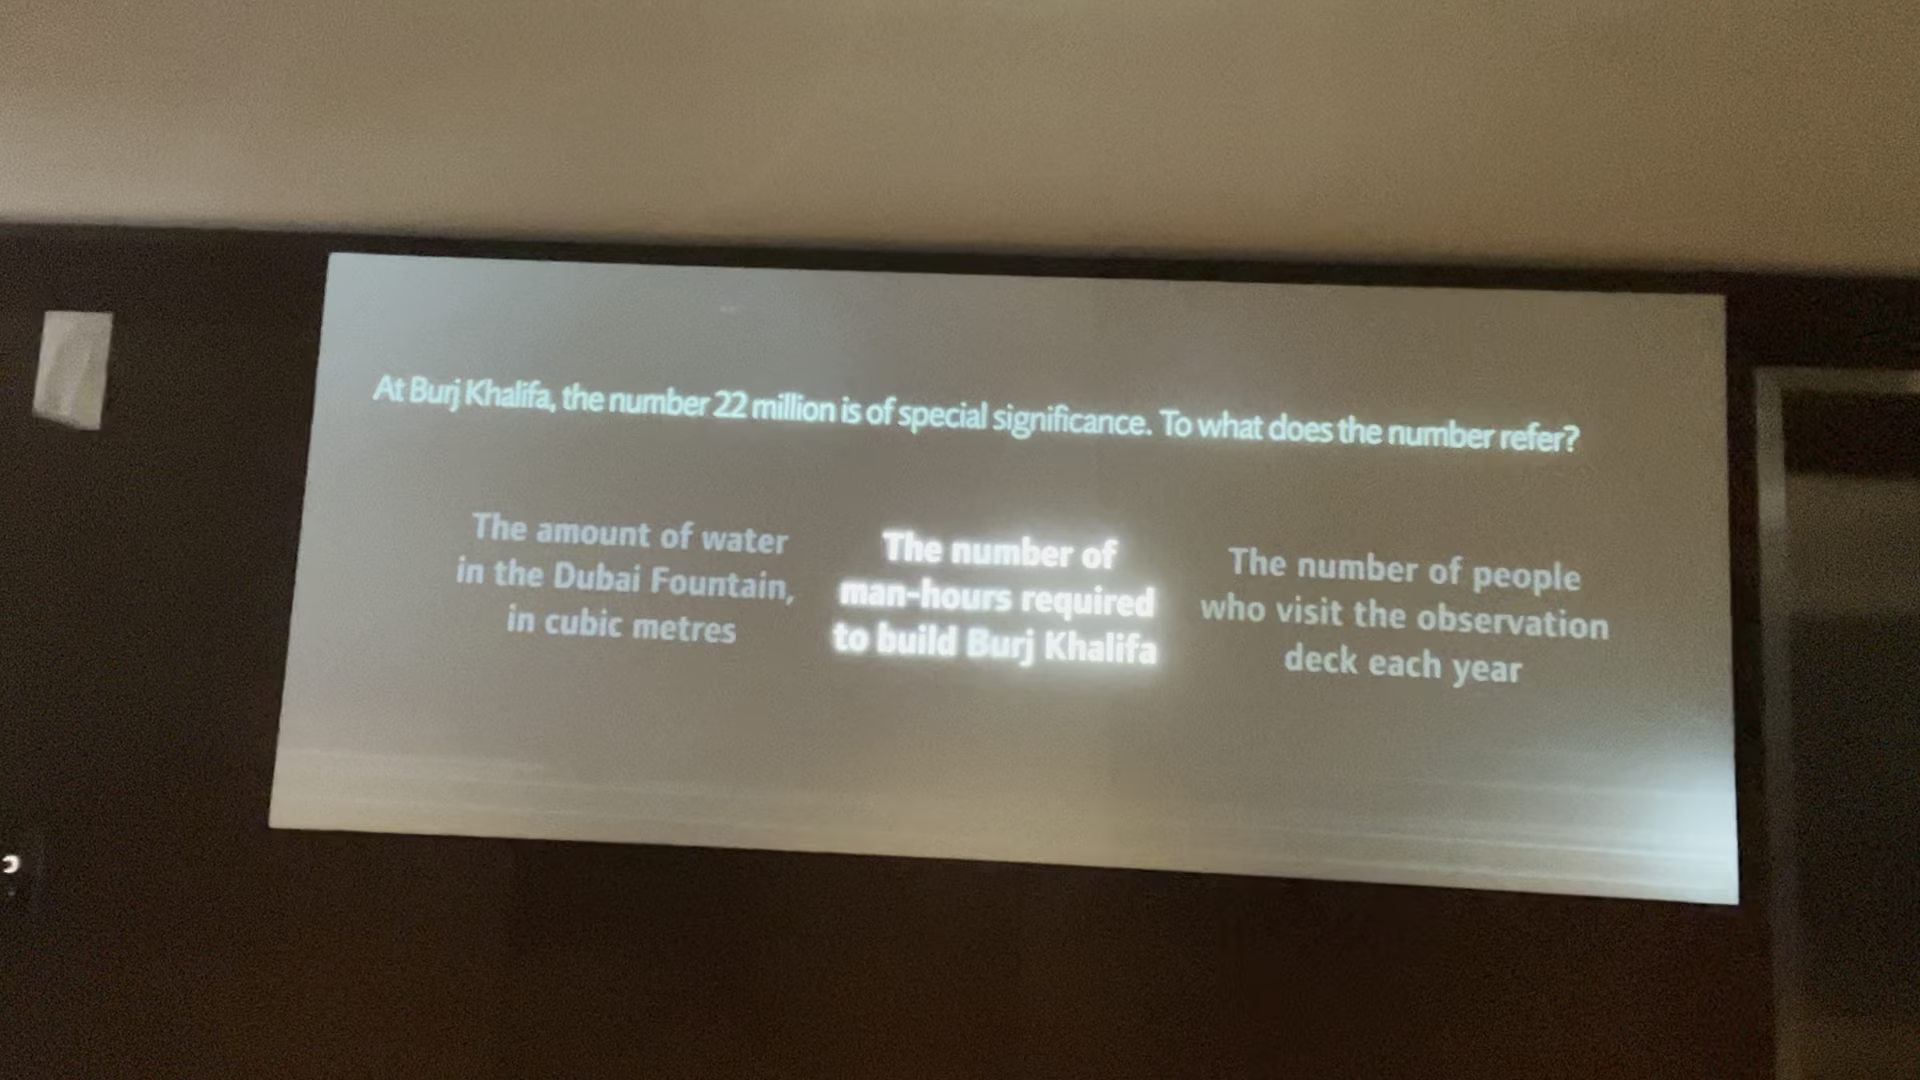 At Burj Khalifa, the number 22 million is of special significance. To what does the number refer?
The amount of water
in the Dubai Fountain,
in cubic metres
The number of
man-hours required
to build Burj Khalifa
The number of people
who visit the observation
deck each year